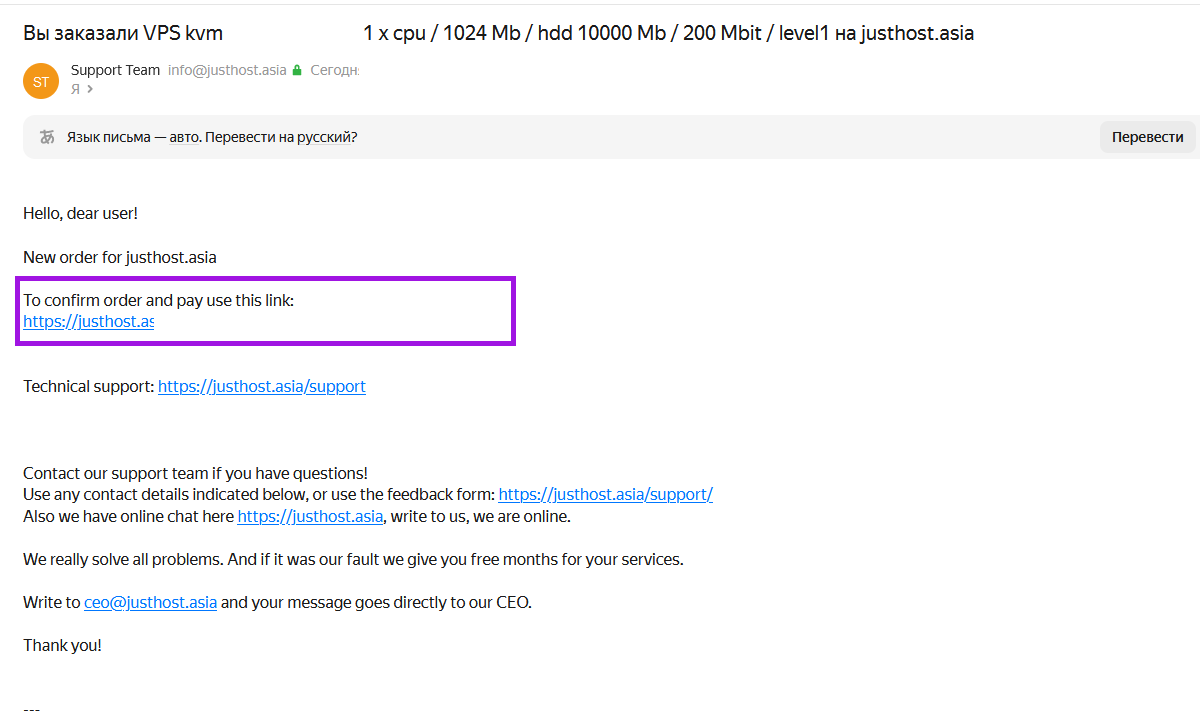 Вы заказали VPS kvm 1 x cpu / 1024 Mb / hdd 10000 Mb / 200 Mbit / level1 на justhost.asia
ST
Support Team info@justhost.asia Сегодн
Я >
Язык письма — авто. Перевести на русский?
Перевести
Hello, dear user!
New order for justhost.asia
To confirm order and pay use this link:
https://justhost.as
Technical support: https://justhost.asia/support
Contact our support team if you have questions!
Use any contact details indicated below, or use the feedback form: https://justhost.asia/support/
Also we have online chat here https://justhost.asia, write to us, we are online.
We really solve all problems. And if it was our fault we give you free months for your services.
Write to ceo@justhost.asia and your message goes directly to our CEO.
Thank you!
---